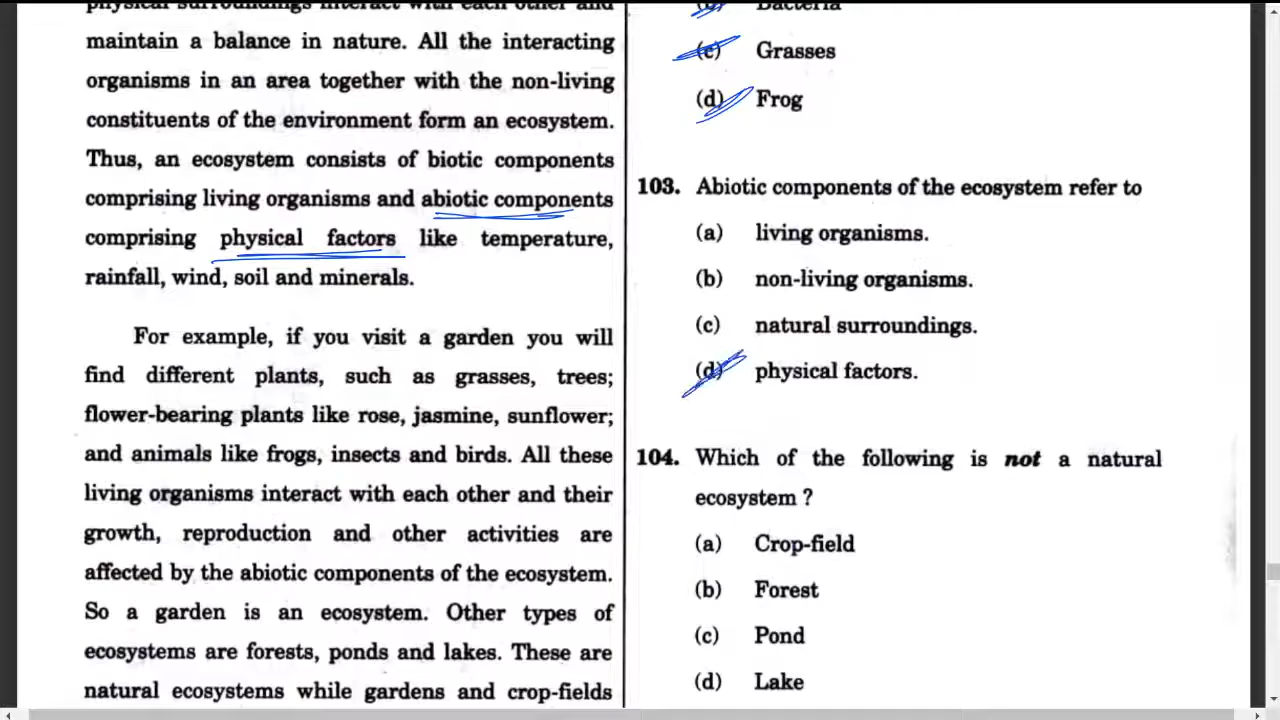 physical surroundings interact with each other and
maintain a balance in nature. All the interacting
organisms in an area together with the non-living
constituents of the environment form an ecosystem.
Thus, an ecosystem consists of biotic components
comprising living organisms and abiotic components
comprising physical factors like temperature,
rainfall, wind, soil and minerals.
For example, if you visit a garden you will
find different plants, such as grasses, trees;
flower-bearing plants like rose, jasmine, sunflower;
and animals like frogs, insects and birds. All these
living organisms interact with each other and their
growth, reproduction and other activities are
affected by the abiotic components of the ecosystem.
So a garden is an ecosystem. Other types of
ecosystems are forests, ponds and lakes. These are
natural ecosystems while gardens and crop-fields
(b) Bacteria
(c) Grasses
(d) Frog
103. Abiotic components of the ecosystem refer to
(a) living organisms.
(b) non-living organisms.
(c) natural surroundings.
(d) physical factors.
104. Which of the following is not a natural
ecosystem ?
(a) Crop-field
(b) Forest
(c) Pond
(d) Lake